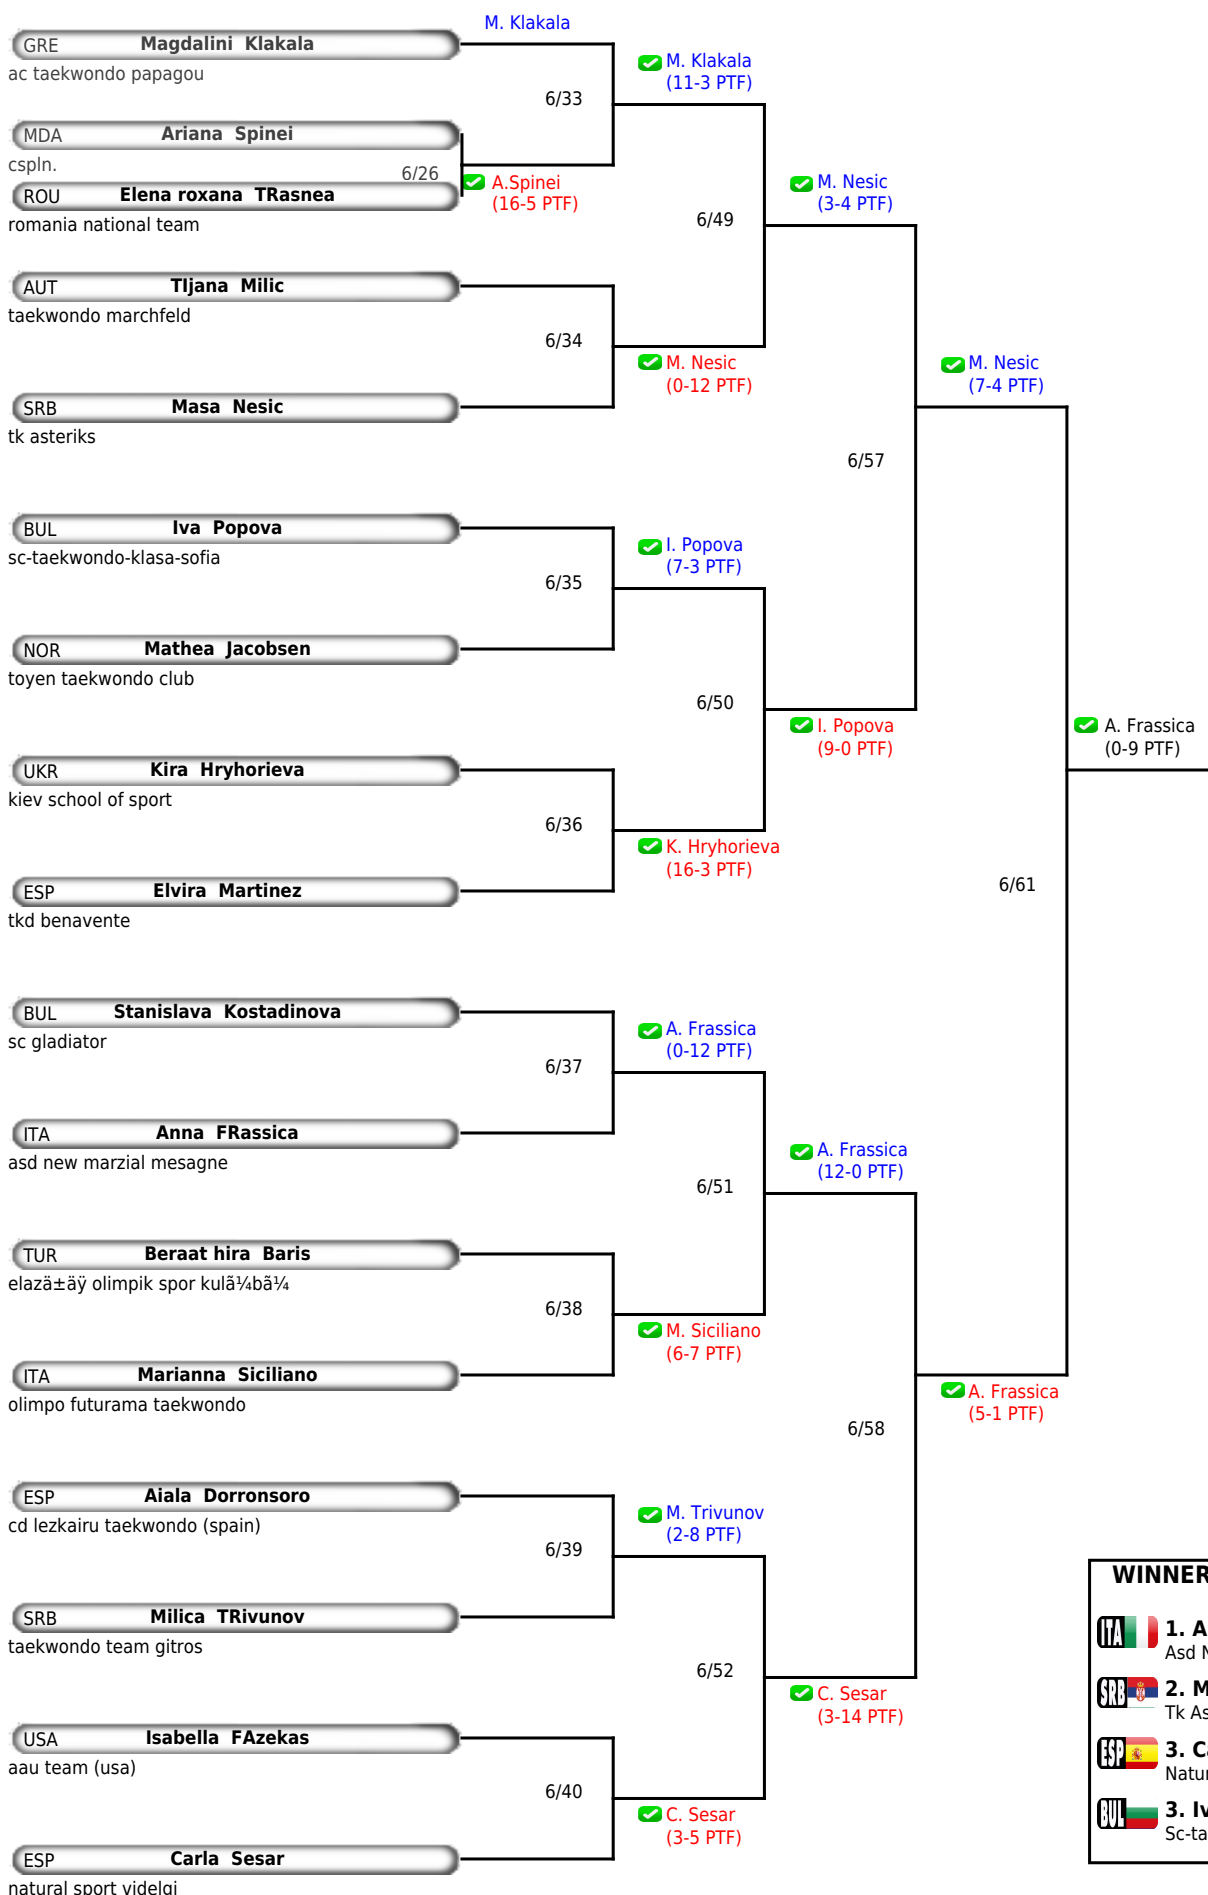 M. Klakala
GRE Magdalini Klakala
ac taekwondo papagou
M. Klakala
(11-3 PTF)
6/33
MDA Ariana Spinei
cspln.
6/26
A.Spinei
(16-5 PTF)
ROU Elena roxana TRasnea
romania national team
M. Nesic
(3-4 PTF)
6/49
AUT TIjana Milic
taekwondo marchfeld
6/34
M. Nesic
(0-12 PTF)
M. Nesic
(7-4 PTF)
SRB Masa Nesic
tk asteriks
6/57
BUL Iva Popova
sc-taekwondo-klasa-sofia
I. Popova
(7-3 PTF)
6/35
NOR Mathea Jacobsen
toyen taekwondo club
6/50
I. Popova
(9-0 PTF)
A. Frassica
(0-9 PTF)
UKR Kira Hryhorieva
kiev school of sport
6/36
K. Hryhorieva
(16-3 PTF)
ESP Elvira Martinez
tkd benavente
6/61
BUL Stanislava Kostadinova
sc gladiator
A. Frassica
(0-12 PTF)
6/37
ITA Anna FRassica
asd new marzial mesagne
A. Frassica
(12-0 PTF)
6/51
TUR Beraat hira Baris
elazä±äÿ olimpik spor kulã¼bã¼
6/38
M. Siciliano
(6-7 PTF)
ITA Marianna Siciliano
olimpo futurama taekwondo
A. Frassica
(5-1 PTF)
6/58
ESP Aiala Dorronsoro
cd lezkairu taekwondo (spain)
M. Trivunov
(2-8 PTF)
6/39
SRB Milica TRivunov
taekwondo team gitros
6/52
C. Sesar
(3-14 PTF)
USA Isabella FAzekas
aau team (usa)
6/40
C. Sesar
(3-5 PTF)
ESP Carla Sesar
natural sport videlgi
WINNER
ITA 1. A
Asd N
SRB 2. M
Tk As
ESP 3. Ca
Natur
BUL 3. Iv
Sc-ta